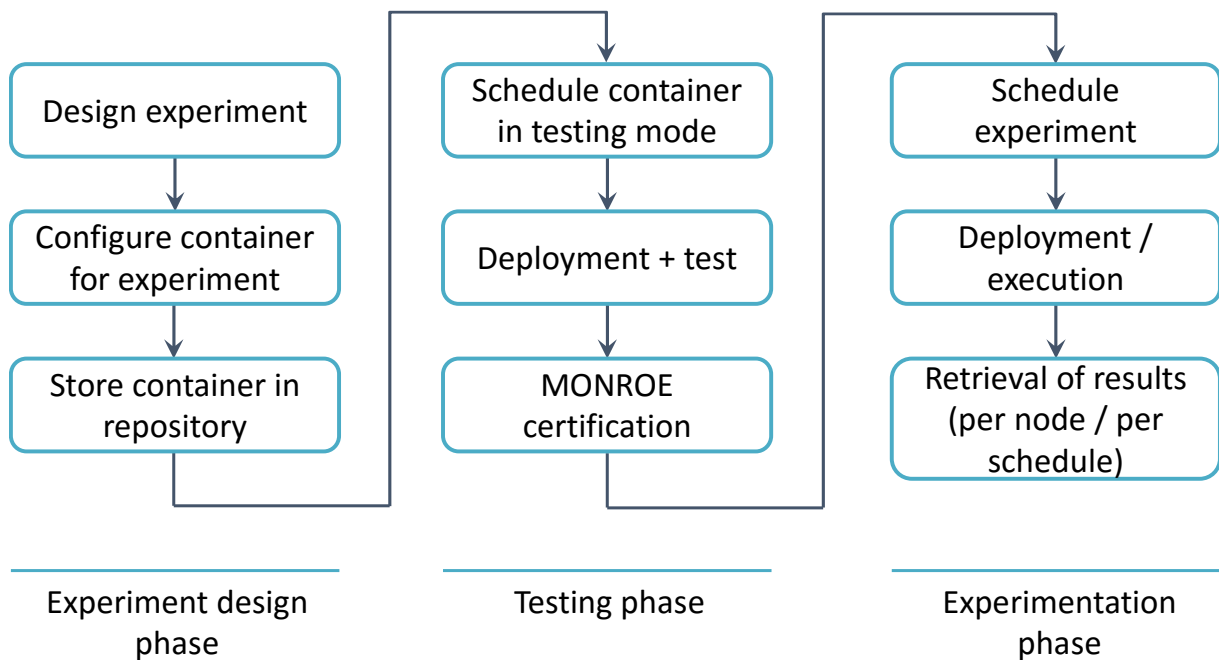 Design experiment
Configure container
for experiment
Store container in
repository
Experiment design
phase
Schedule container
in testing mode
Deployment + test
MONROE
certification
Testing phase
Schedule
experiment
Deployment /
execution
Retrieval of results
(per node / per
schedule)
Experimentation
phase